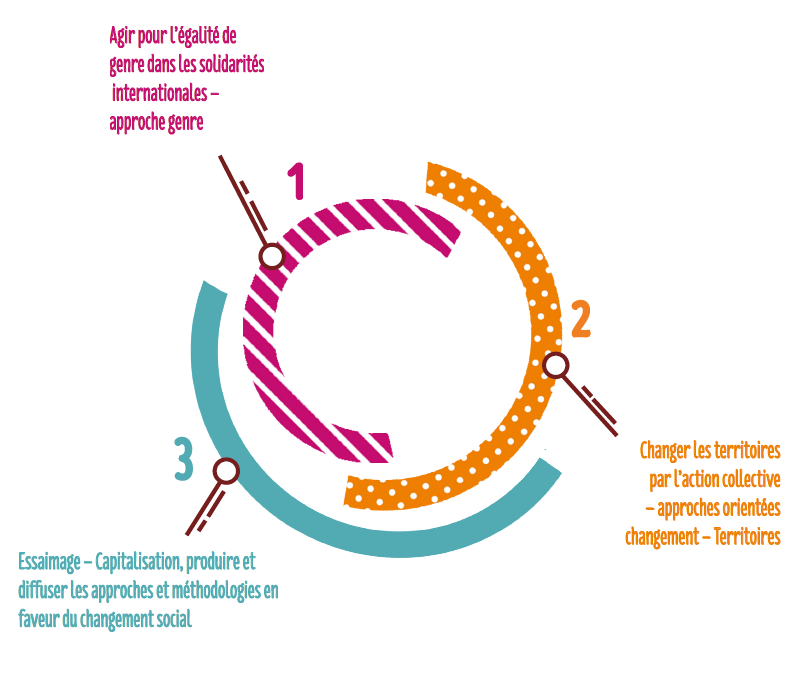 Agir pour l'égalité de
genre dans les solidarités
internationales –
approche genre
1
2
Changer les territoires
par l'action collective
– approches orientées
changement – Territoires
3
Essaimage – Capitalisation, produire et
diffuser les approches et méthodologies en
faveur du changement social